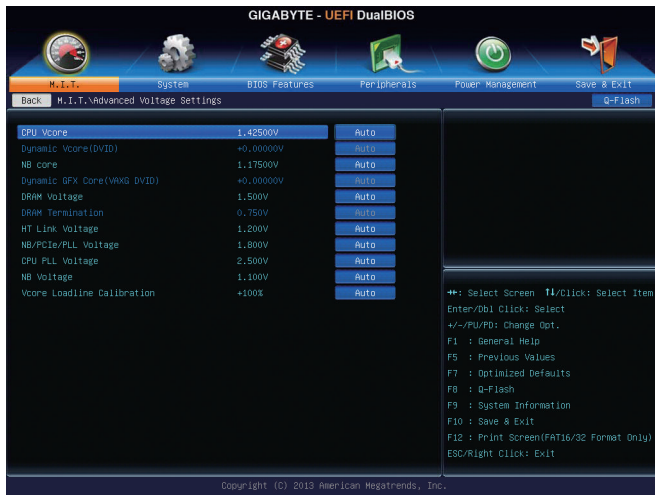 GIGABYTE - UEFI DualBIOS
M.I.T. System BIOS Features Peripherals Power Management Save & Exit
Back M.I.T.\Advanced Voltage Settings Q-Flash
CPU Vcore 1.42500V Auto
Dynamic Vcore(DVID) +0.00000V Auto
NB core 1.17500V Auto
Dynamic GFX Core(VAXG DVID) +0.00000V Auto
DRAM Voltage 1.500V Auto
DRAM Termination 0.750V Auto
HT Link Voltage 1.200V Auto
NB/PCIe/PLL Voltage 1.800V Auto
CPU PLL Voltage 2.500V Auto
NB Voltage 1.100V Auto
Vcore Loadline Calibration +100% Auto
→←: Select Screen ↑↓/Click: Select Item
Enter/Dbl Click: Select
+/-/PU/PD: Change Opt.
F1 : General Help
F5 : Previous Values
F7 : Optimized Defaults
F8 : Q-Flash
F9 : System Information
F10 : Save & Exit
F12 : Print Screen(FAT16/32 Format Only)
ESC/Right Click: Exit
Copyright (C) 2013 American Megatrends, Inc.